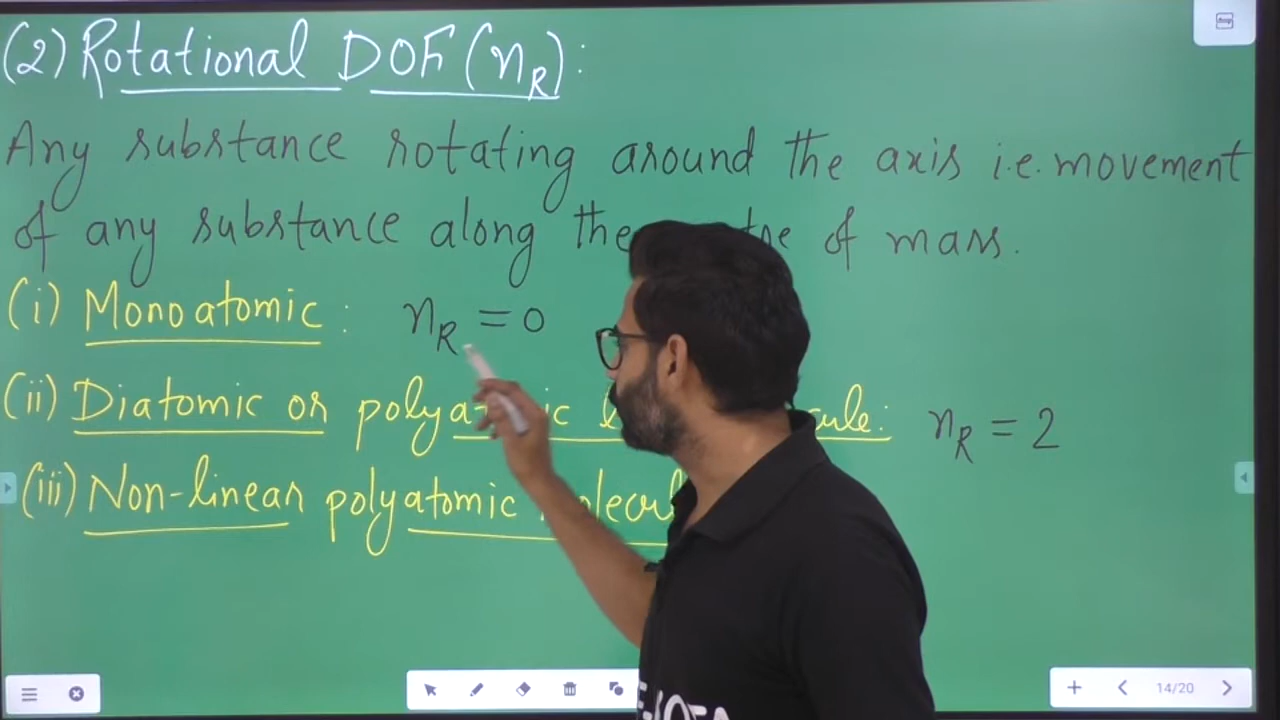 (2) Rotational DOF (nR):
Any substance rotating around the axis i.e. movement
of any substance along the of mass.
(i) Monoatomic: nR = 0
(ii) Diatomic or polyatomic nR = 2
(iii) Non-linear polyatomic
14/20